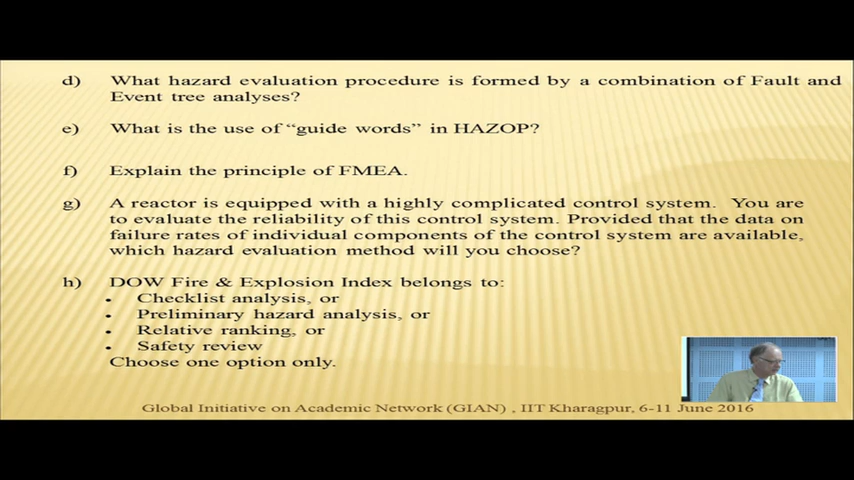 d) What hazard evaluation procedure is formed by a combination of Fault and
Event tree analyses?
e) What is the use of “guide words” in HAZOP?
f) Explain the principle of FMEA.
g) A reactor is equipped with a highly complicated control system. You are
to evaluate the reliability of this control system. Provided that the data on
failure rates of individual components of the control system are available,
which hazard evaluation method will you choose?
h) DOW Fire & Explosion Index belongs to:
• Checklist analysis, or
• Preliminary hazard analysis, or
• Relative ranking, or
• Safety review
Choose one option only.
Global Initiative on Academic Network (GIAN) , IIT Kharagpur, 6-11 June 2016